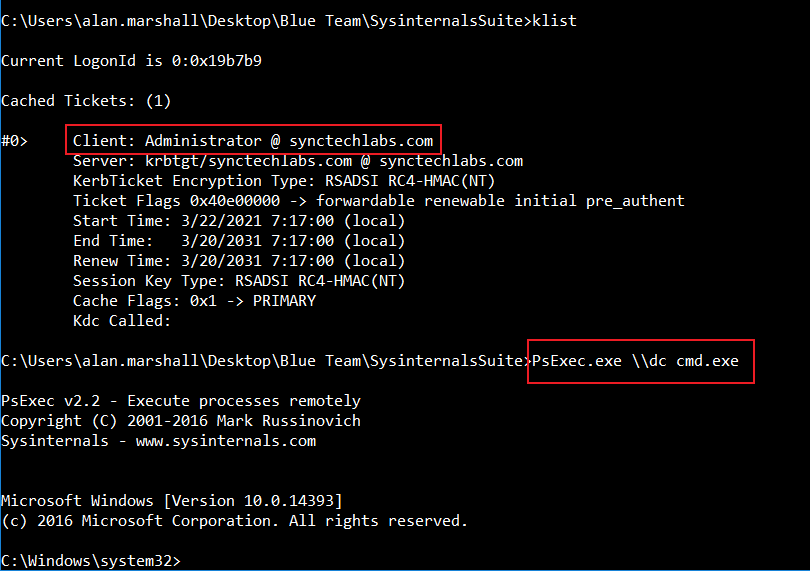 C:\Users\alan.marshall\Desktop\Blue Team\SysinternalsSuite>klist
Current LogonId is 0:0x19b7b9
Cached Tickets: (1)
#0>     Client: Administrator @ synctechlabs.com
Server: krbtgt/synctechlabs.com @ synctechlabs.com
KerbTicket Encryption Type: RSADSI RC4-HMAC(NT)
Ticket Flags 0x40e00000 -> forwardable renewable initial pre_authent
Start Time: 3/22/2021 7:17:00 (local)
End Time:   3/20/2031 7:17:00 (local)
Renew Time: 3/20/2031 7:17:00 (local)
Session Key Type: RSADSI RC4-HMAC(NT)
Cache Flags: 0x1 -> PRIMARY
Kdc Called:
C:\Users\alan.marshall\Desktop\Blue Team\SysinternalsSuite>PsExec.exe \\dc cmd.exe
PsExec v2.2 - Execute processes remotely
Copyright (C) 2001-2016 Mark Russinovich
Sysinternals - www.sysinternals.com
Microsoft Windows [Version 10.0.14393]
(c) 2016 Microsoft Corporation. All rights reserved.
C:\Windows\system32>